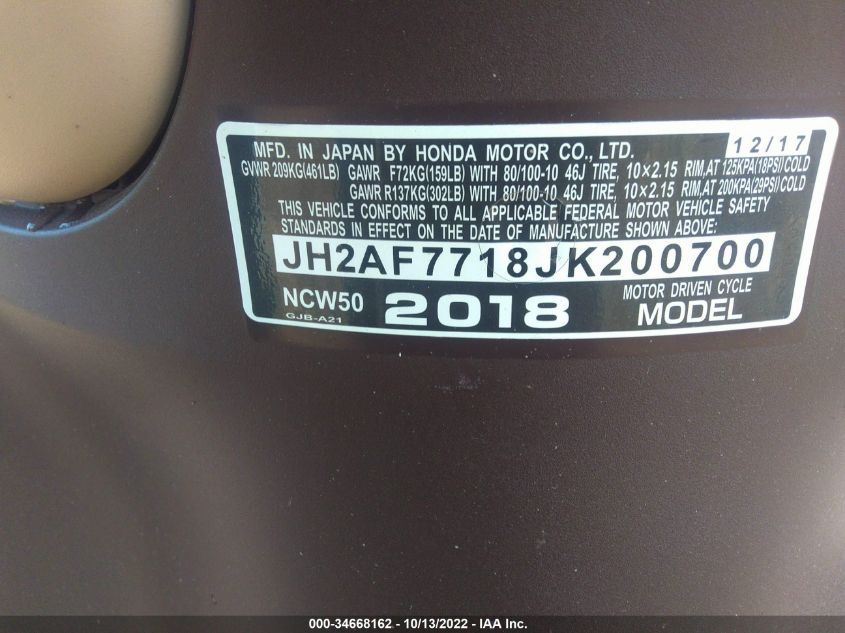 12/17
MFD. IN JAPAN BY HONDA MOTOR CO., LTD.
GVWR 209KG(461LB) GAWR F72KG(159LB) WITH 80/100-10 46J TIRE, 10×2.15 RIM,AT 125KPA(18PSI)COLD
GAWR R137KG(302LB) WITH 80/100-10 46J TIRE, 10×2.15 RIM,AT 200KPA(29PSI)COLD
THIS VEHICLE CONFORMS TO ALL APPLICABLE FEDERAL MOTOR VEHICLE SAFETY
STANDARDS IN EFFECT ON THE DATE OF MANUFACTURE SHOWN ABOVE:
JH2AF7718JK200700
NCW50 2018 MOTOR DRIVEN CYCLE
GJB-A21 MODEL
000-34668162 - 10/13/2022 - IAA Inc.